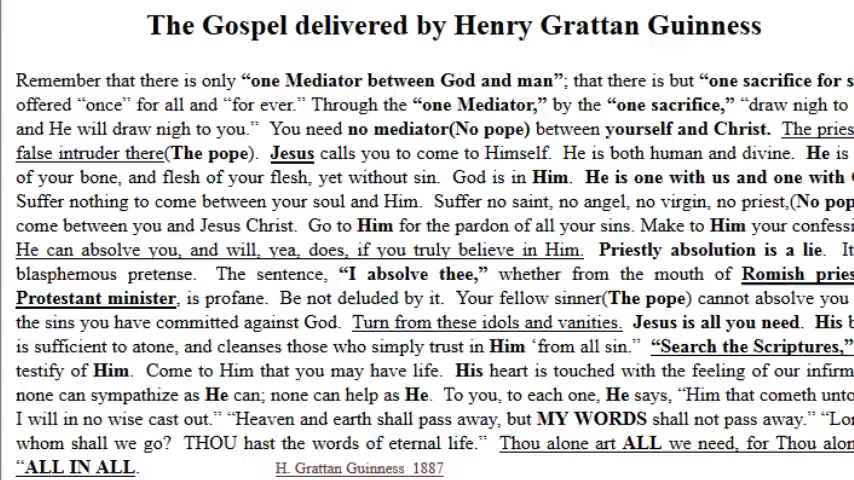 The Gospel delivered by Henry Grattan Guinness
Remember that there is only “one Mediator between God and man”; that there is but “one sacrifice for s
offered “once” for all and “for ever.” Through the “one Mediator,” by the “one sacrifice,” “draw nigh to
and He will draw nigh to you.” You need no mediator(No pope) between yourself and Christ. The pries
false intruder there(The pope). Jesus calls you to come to Himself. He is both human and divine. He is
of your bone, and flesh of your flesh, yet without sin. God is in Him. He is one with us and one with G
Suffer nothing to come between your soul and Him. Suffer no saint, no angel, no virgin, no priest,(No pop
come between you and Jesus Christ. Go to Him for the pardon of all your sins. Make to Him your confessi
He can absolve you, and will, yea, does, if you truly believe in Him. Priestly absolution is a lie. It
blasphemous pretense. The sentence, “I absolve thee,” whether from the mouth of Romish pries
Protestant minister, is profane. Be not deluded by it. Your fellow sinner(The pope) cannot absolve you
the sins you have committed against God. Turn from these idols and vanities. Jesus is all you need. His b
is sufficient to atone, and cleanses those who simply trust in Him ‘from all sin.” “Search the Scriptures,”
testify of Him. Come to Him that you may have life. His heart is touched with the feeling of our infirm
none can sympathize as He can; none can help as He. To you, to each one, He says, “Him that cometh unto
I will in no wise cast out.” “Heaven and earth shall pass away, but MY WORDS shall not pass away.” “Lor
whom shall we go? THOU hast the words of eternal life.” Thou alone art ALL we need, for Thou alon
“ALL IN ALL.
H. Grattan Guinness 1887